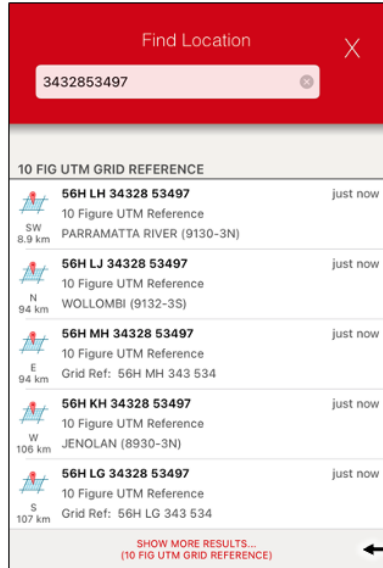 Find Location
X
3432853497
10 FIG UTM GRID REFERENCE
56H LH 34328 53497 just now
10 Figure UTM Reference
SW
8.9 km PARRAMATTA RIVER (9130-3N)
56H LJ 34328 53497 just now
10 Figure UTM Reference
N
94 km WOLLOMBI (9132-3S)
56H MH 34328 53497 just now
10 Figure UTM Reference
E
94 km Grid Ref: 56H MH 343 534
56H KH 34328 53497 just now
10 Figure UTM Reference
W
106 km JENOLAN (8930-3N)
56H LG 34328 53497 just now
10 Figure UTM Reference
S
107 km Grid Ref: 56H LG 343 534
SHOW MORE RESULTS...
(10 FIG UTM GRID REFERENCE)